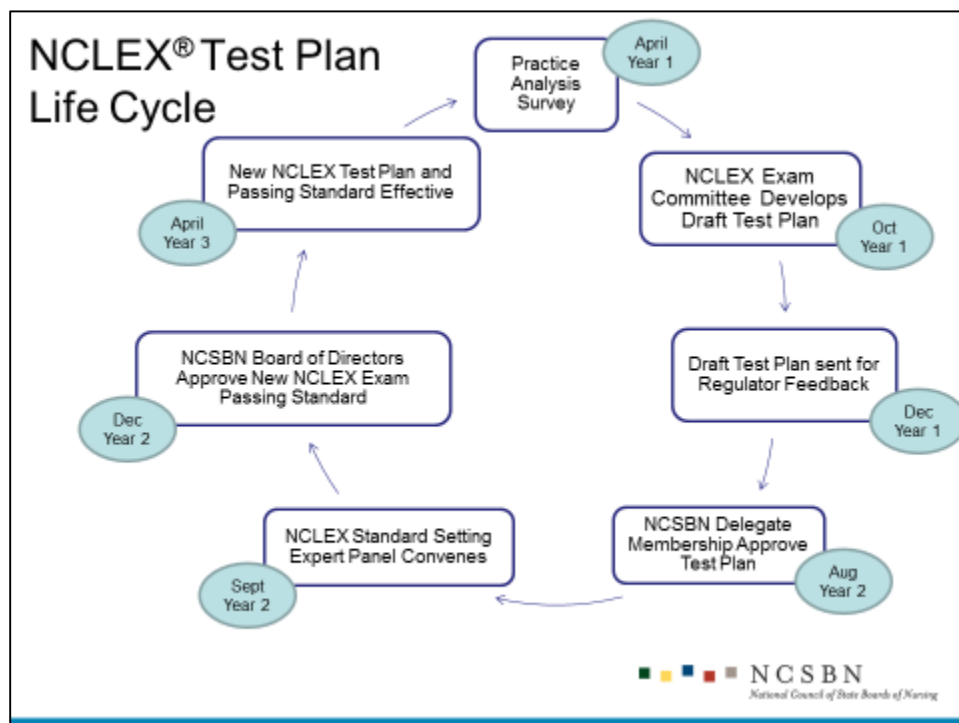 NCLEX® Test Plan
Life Cycle
Practice
Analysis
Survey
April
Year 1
NCLEX Exam
Committee Develops
Draft Test Plan
Oct
Year 1
Draft Test Plan sent for
Regulator Feedback
Dec
Year 1
NCSBN Delegate
Membership Approve
Test Plan
Aug
Year 2
NCLEX Standard Setting
Expert Panel Convenes
Sept
Year 2
NCSBN Board of Directors
Approve New NCLEX Exam
Passing Standard
Dec
Year 2
New NCLEX Test Plan and
Passing Standard Effective
April
Year 3
NCSBN
National Council of State Boards of Nursing